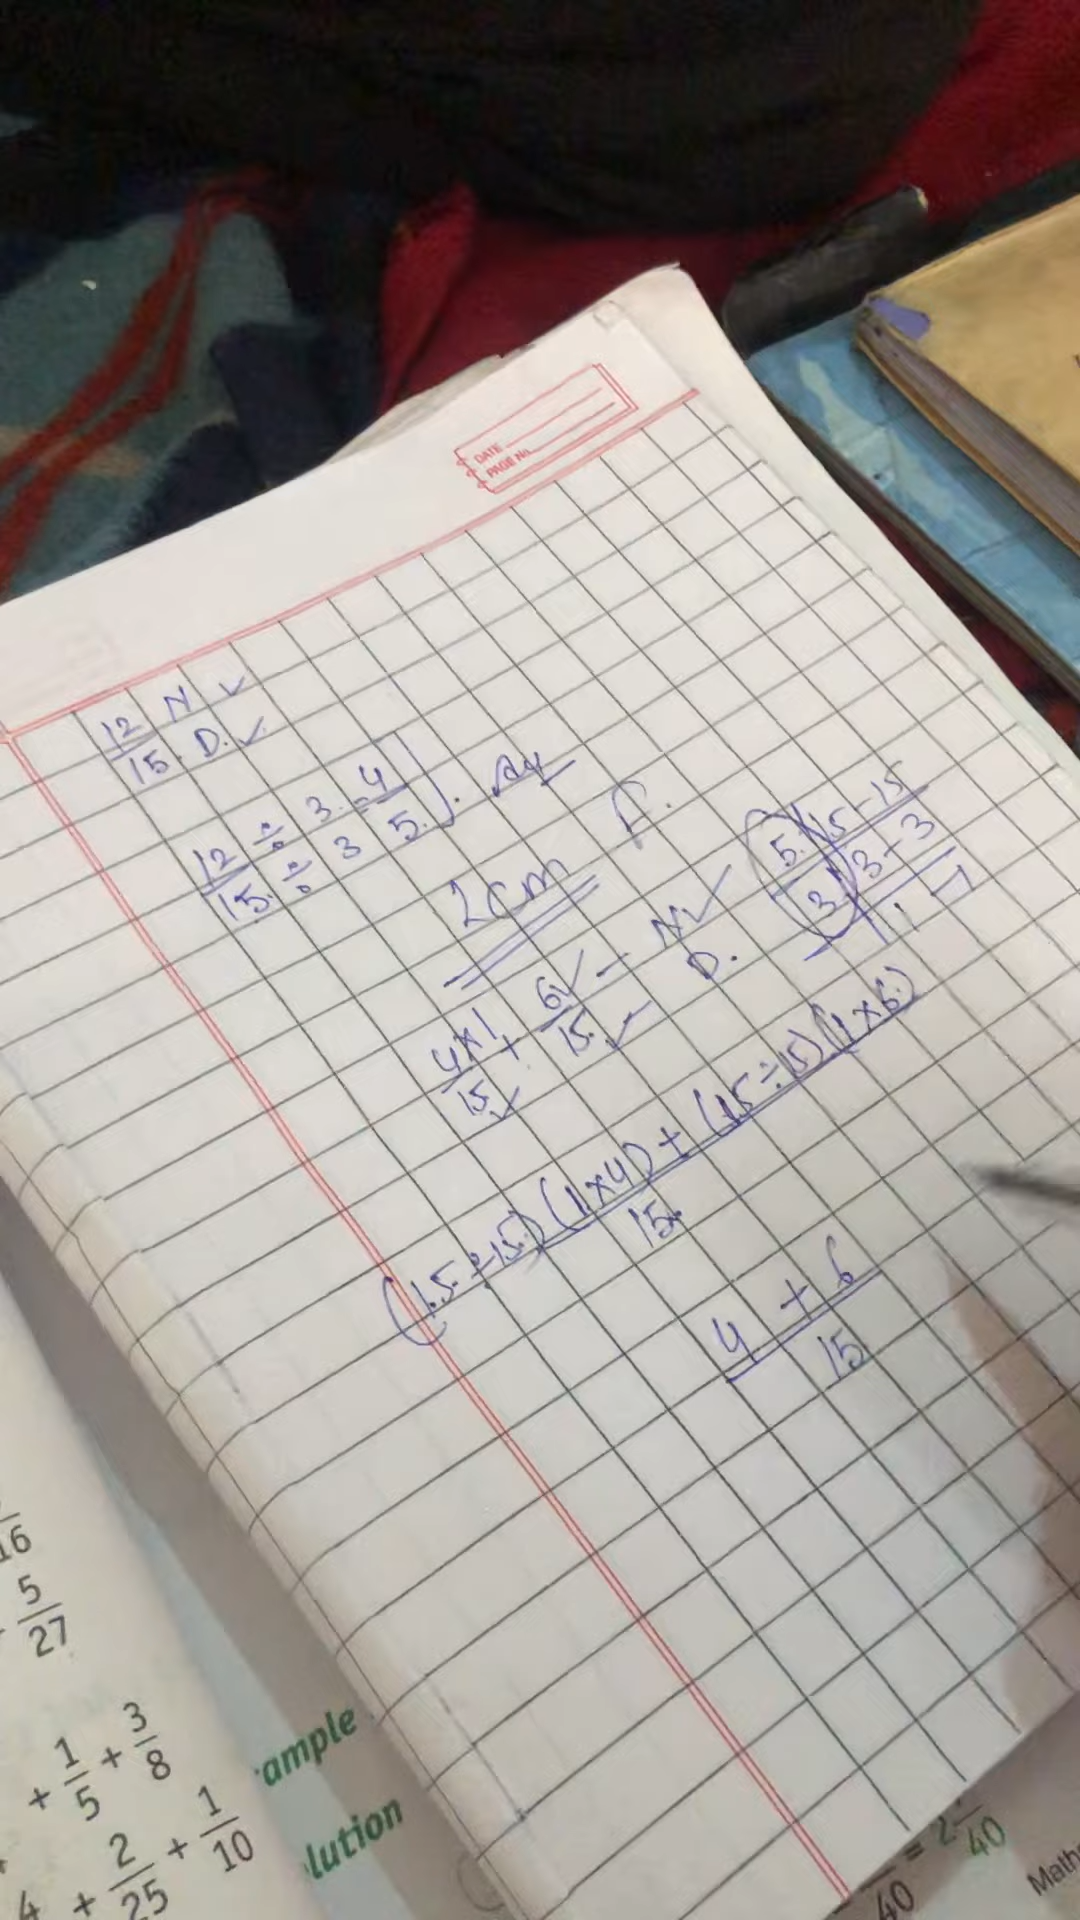 DATE
PAGE No.
12/15 N ✓
D. ✓
12/15 ÷ 3/3 = 4/5.
2cm
4×1/15 ✓ + 6/15 ✓ - N ✓
D.
5 15-15
3 3-3
1 1
(15÷15)(1×4) + (15÷15)(1×6)
15
4 + 6
15
16
5/27
+ 1/5 + 3/8
4 + 2/25 + 1/10
ample
lution
40
40
Math